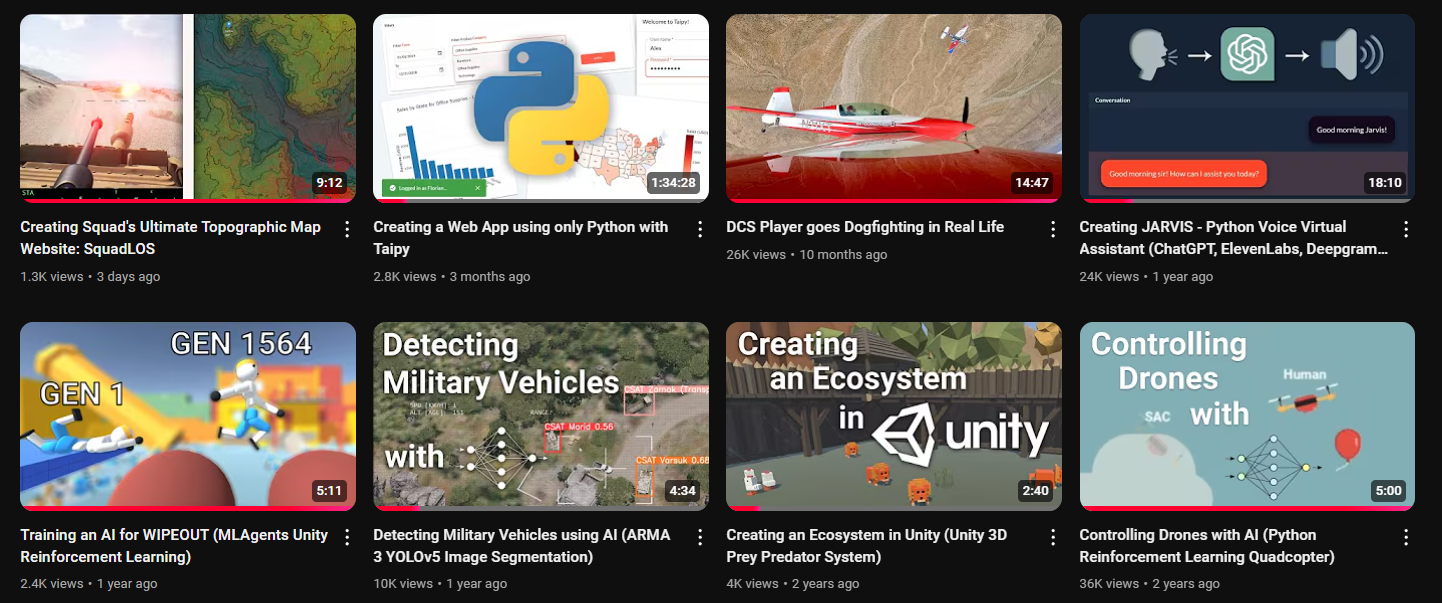 STA
9:12
Creating Squad's Ultimate Topographic Map
Website: SquadLOS
1.3K views • 3 days ago
Welcome to Taipy!
Alex
Logged in as Florian...
1:34:28
Creating a Web App using only Python with
Taipy
2.8K views • 3 months ago
14:47
DCS Player goes Dogfighting in Real Life
26K views • 10 months ago
Conversation
Good morning Jarvis!
Good morning sir! How can I assist you today?
18:10
Creating JARVIS - Python Voice Virtual
Assistant (ChatGPT, ElevenLabs, Deepgram...
24K views • 1 year ago
GEN 1564
GEN 1
5:11
Training an AI for WIPEOUT (MLAgents Unity
Reinforcement Learning)
2.4K views • 1 year ago
Detecting
Military Vehicles
with
CSAT Zamak (Transp
CSAT Marid 0.56
CSAT Varsuk 0.68
4:34
Detecting Military Vehicles using AI (ARMA
3 YOLOv5 Image Segmentation)
10K views • 1 year ago
Creating
an Ecosystem
in unity
2:40
Creating an Ecosystem in Unity (Unity 3D
Prey Predator System)
4K views • 2 years ago
Controlling
Drones
with
Human
SAC
5:00
Controlling Drones with AI (Python
Reinforcement Learning Quadcopter)
36K views • 2 years ago